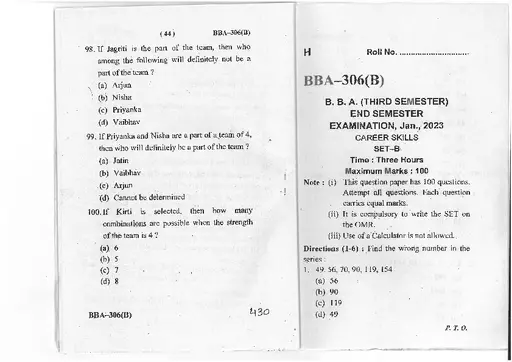 ( 44 ) BBA–306(B)
98. If Jagriti is the part of the team, then who
among the following will definitely not be a
part of the team ?
(a) Arjun
(b) Nisha
(c) Priyanka
(d) Vaibhav
99. If Priyanka and Nisha are a part of a team of 4,
then who will definitely be a part of the team ?
(a) Jatin
(b) Vaibhav
(c) Arjun
(d) Cannot be determined
100. If Kirti is selected, then how many
combinations are possible when the strength
of the team is 4 ?
(a) 6
(b) 5
(c) 7
(d) 8
BBA–306(B) 430
H Roll No. ..............................
BBA–306(B)
B. B. A. (THIRD SEMESTER)
END SEMESTER
EXAMINATION, Jan., 2023
CAREER SKILLS
SET–B
Time : Three Hours
Maximum Marks : 100
Note : (i) This question paper has 100 questions.
Attempt all questions. Each question
carries equal marks.
(ii) It is compulsory to write the SET on
the OMR.
(iii) Use of a Calculator is not allowed.
Directions (1-6) : Find the wrong number in the
series :
1. 49, 56, 70, 90, 119, 154
(a) 56
(b) 90
(c) 119
(d) 49
P. T. O.